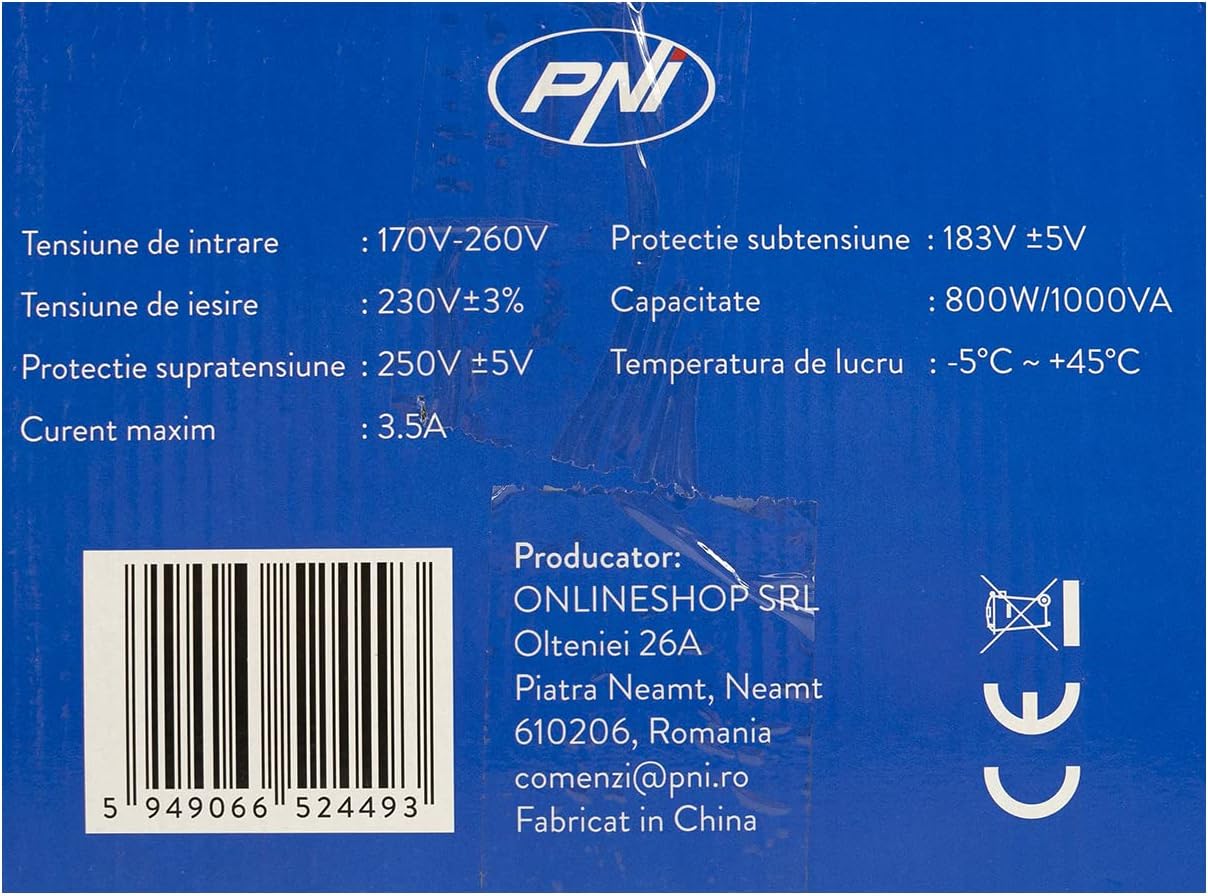 PNI
Tensiune de intrare : 170V-260V
Tensiune de iesire : 230V±3%
Protectie supratensiune : 250V ±5V
Curent maxim : 3.5A
Protectie subtensiune : 183V ±5V
Capacitate : 800W/1000VA
Temperatura de lucru : -5°C ~ +45°C
5 949066 524493
Producator:
ONLINESHOP SRL
Olteniei 26A
Piatra Neamt, Neamt
610206, Romania
comenzi@pni.ro
Fabricat in China
CE